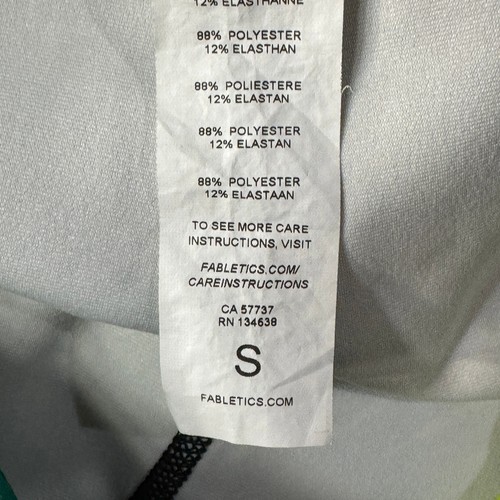 12% ELASTHANNE
88% POLYESTER
12% ELASTHAN
88% POLIESTERE
12% ELASTAN
88% POLYESTER
12% ELASTAN
88% POLYESTER
12% ELASTAAN
TO SEE MORE CARE
INSTRUCTIONS, VISIT
FABLETICS.COM/
CAREINSTRUCTIONS
CA 57737
RN 134638
S
FABLETICS.COM